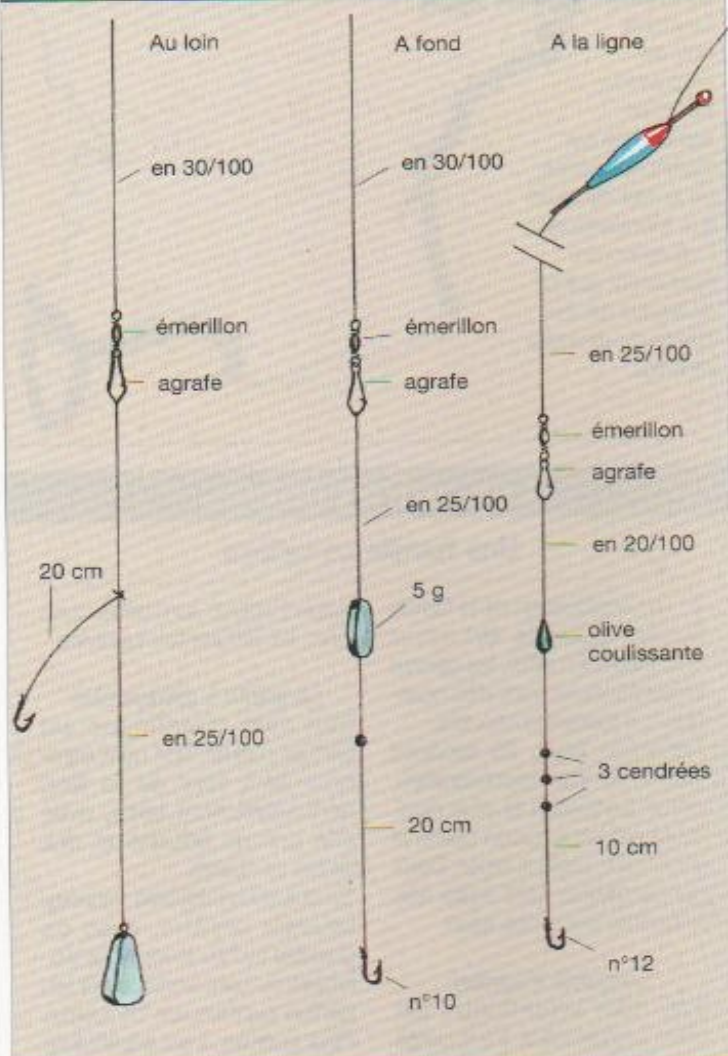 Au loin
en 30/100
émerillon
agrafe
20 cm
en 25/100
A fond
en 30/100
émerillon
agrafe
en 25/100
5 g
20 cm
n°10
A la ligne
en 25/100
émerillon
agrafe
en 20/100
olive
coulissante
3 cendrées
10 cm
n°12